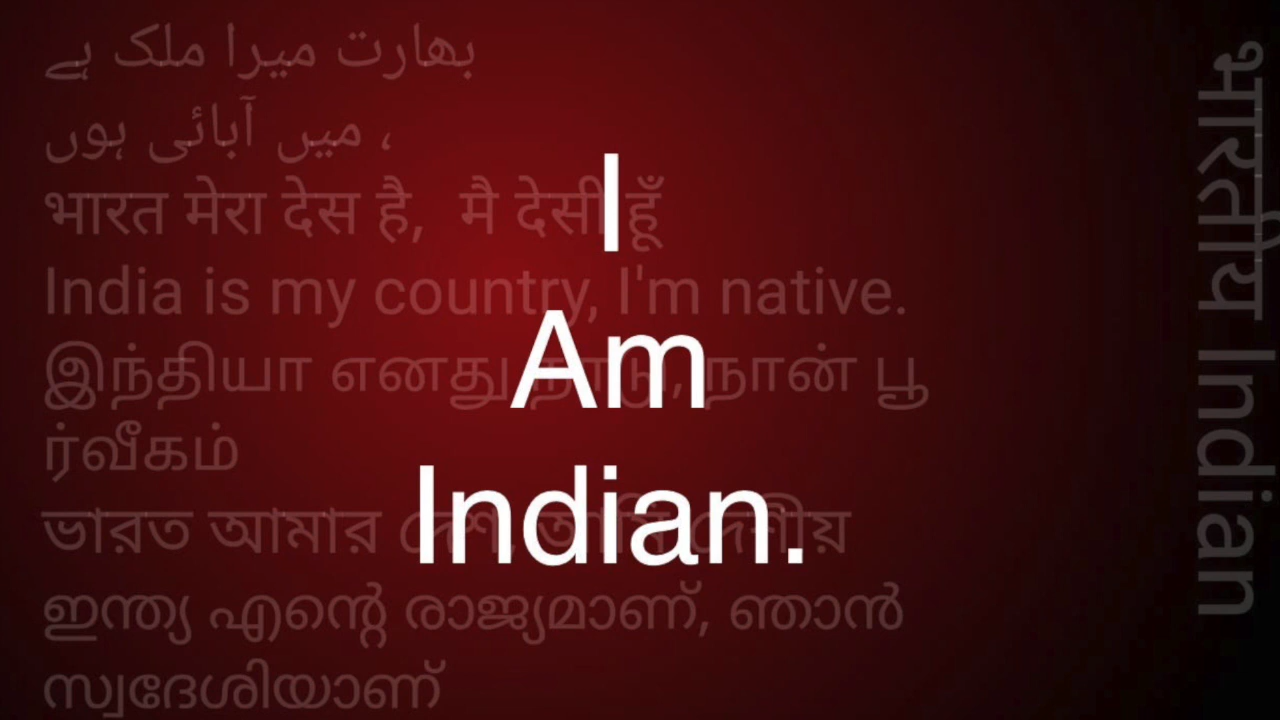 بھارت میرا ملک ہے
، میں آبائی ہوں
भारत मेरा देस है, मै देसी हूँ
India is my country, I'm native.
இந்தியா எனது நாடு, நான் பூ
ர்வீகம்
ভারত আমার দেশ, আমি দেশীয়
ഇന്ത്യ എന്റെ രാജ്യമാണ്, ഞാൻ
സ്വദേശിയാണ്
I
Am
Indian.
भारतीय Indian